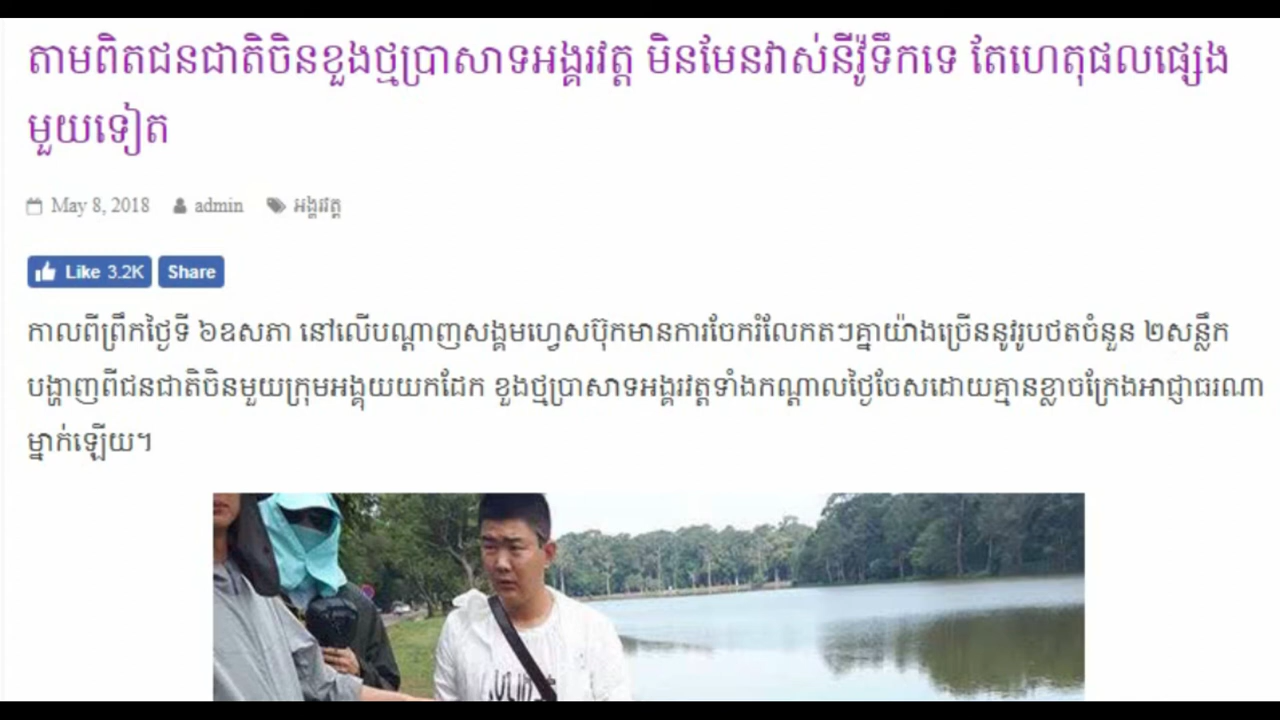 តាមពិតជនជាតិចិនខួងថ្មប្រាសាទអង្គរវត្ត មិនមែនវាស់នីវ៉ូទឹកទេ តែហេតុផលផ្សេង
មួយទៀត
May 8, 2018 admin អង្គរវត្ត
Like 3.2K Share
កាលពីព្រឹកថ្ងៃទី ៦ឧសភា នៅលើបណ្ដាញសង្គមហ្វេសប៊ុកមានការចែករំលែកតៗគ្នាយ៉ាងច្រើននូវរូបថតចំនួន ២សន្លឹក
បង្ហាញពីជនជាតិចិនមួយក្រុមអង្គុយយកដែក ខួងថ្មប្រាសាទអង្គរវត្តទាំងកណ្ដាលថ្ងៃចែសដោយគ្មានខ្លាចក្រែងអាជ្ញាធរណា
ម្នាក់ឡើយ។